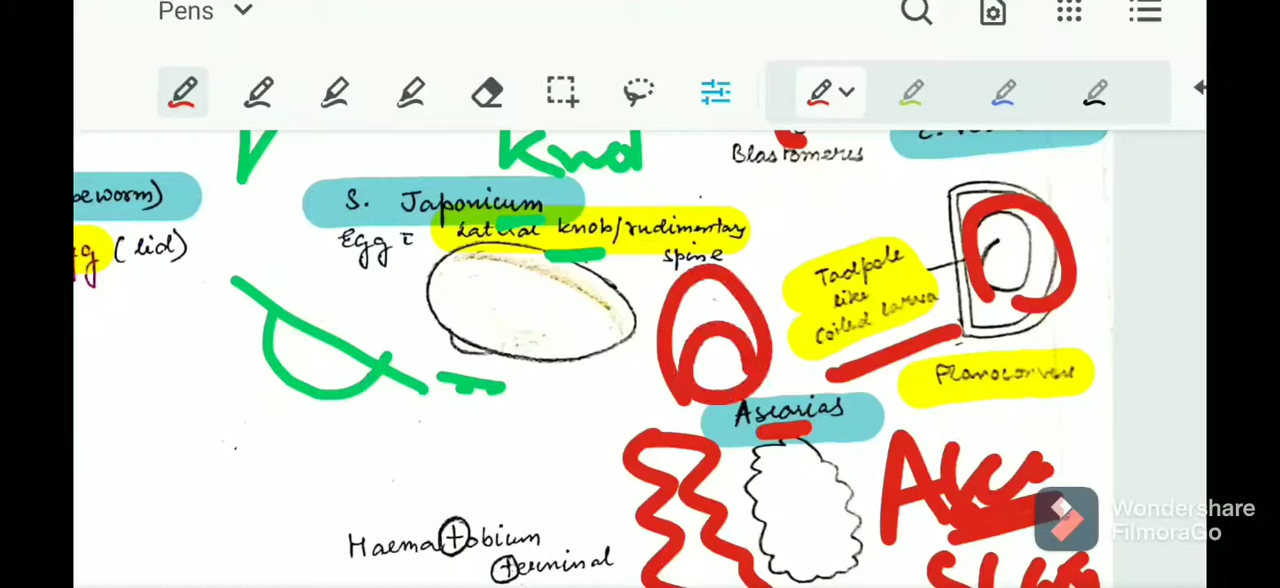 Pens
Knd
Blastomeres
eworm)
S. Japonicum
Lateral knob/rudimentary
spine
Egg c̄
g (lid)
Tadpole
like
coiled larva
Planoconvex
Ascarias
Haematobium
Terminal
Wondershare
FilmoraGo